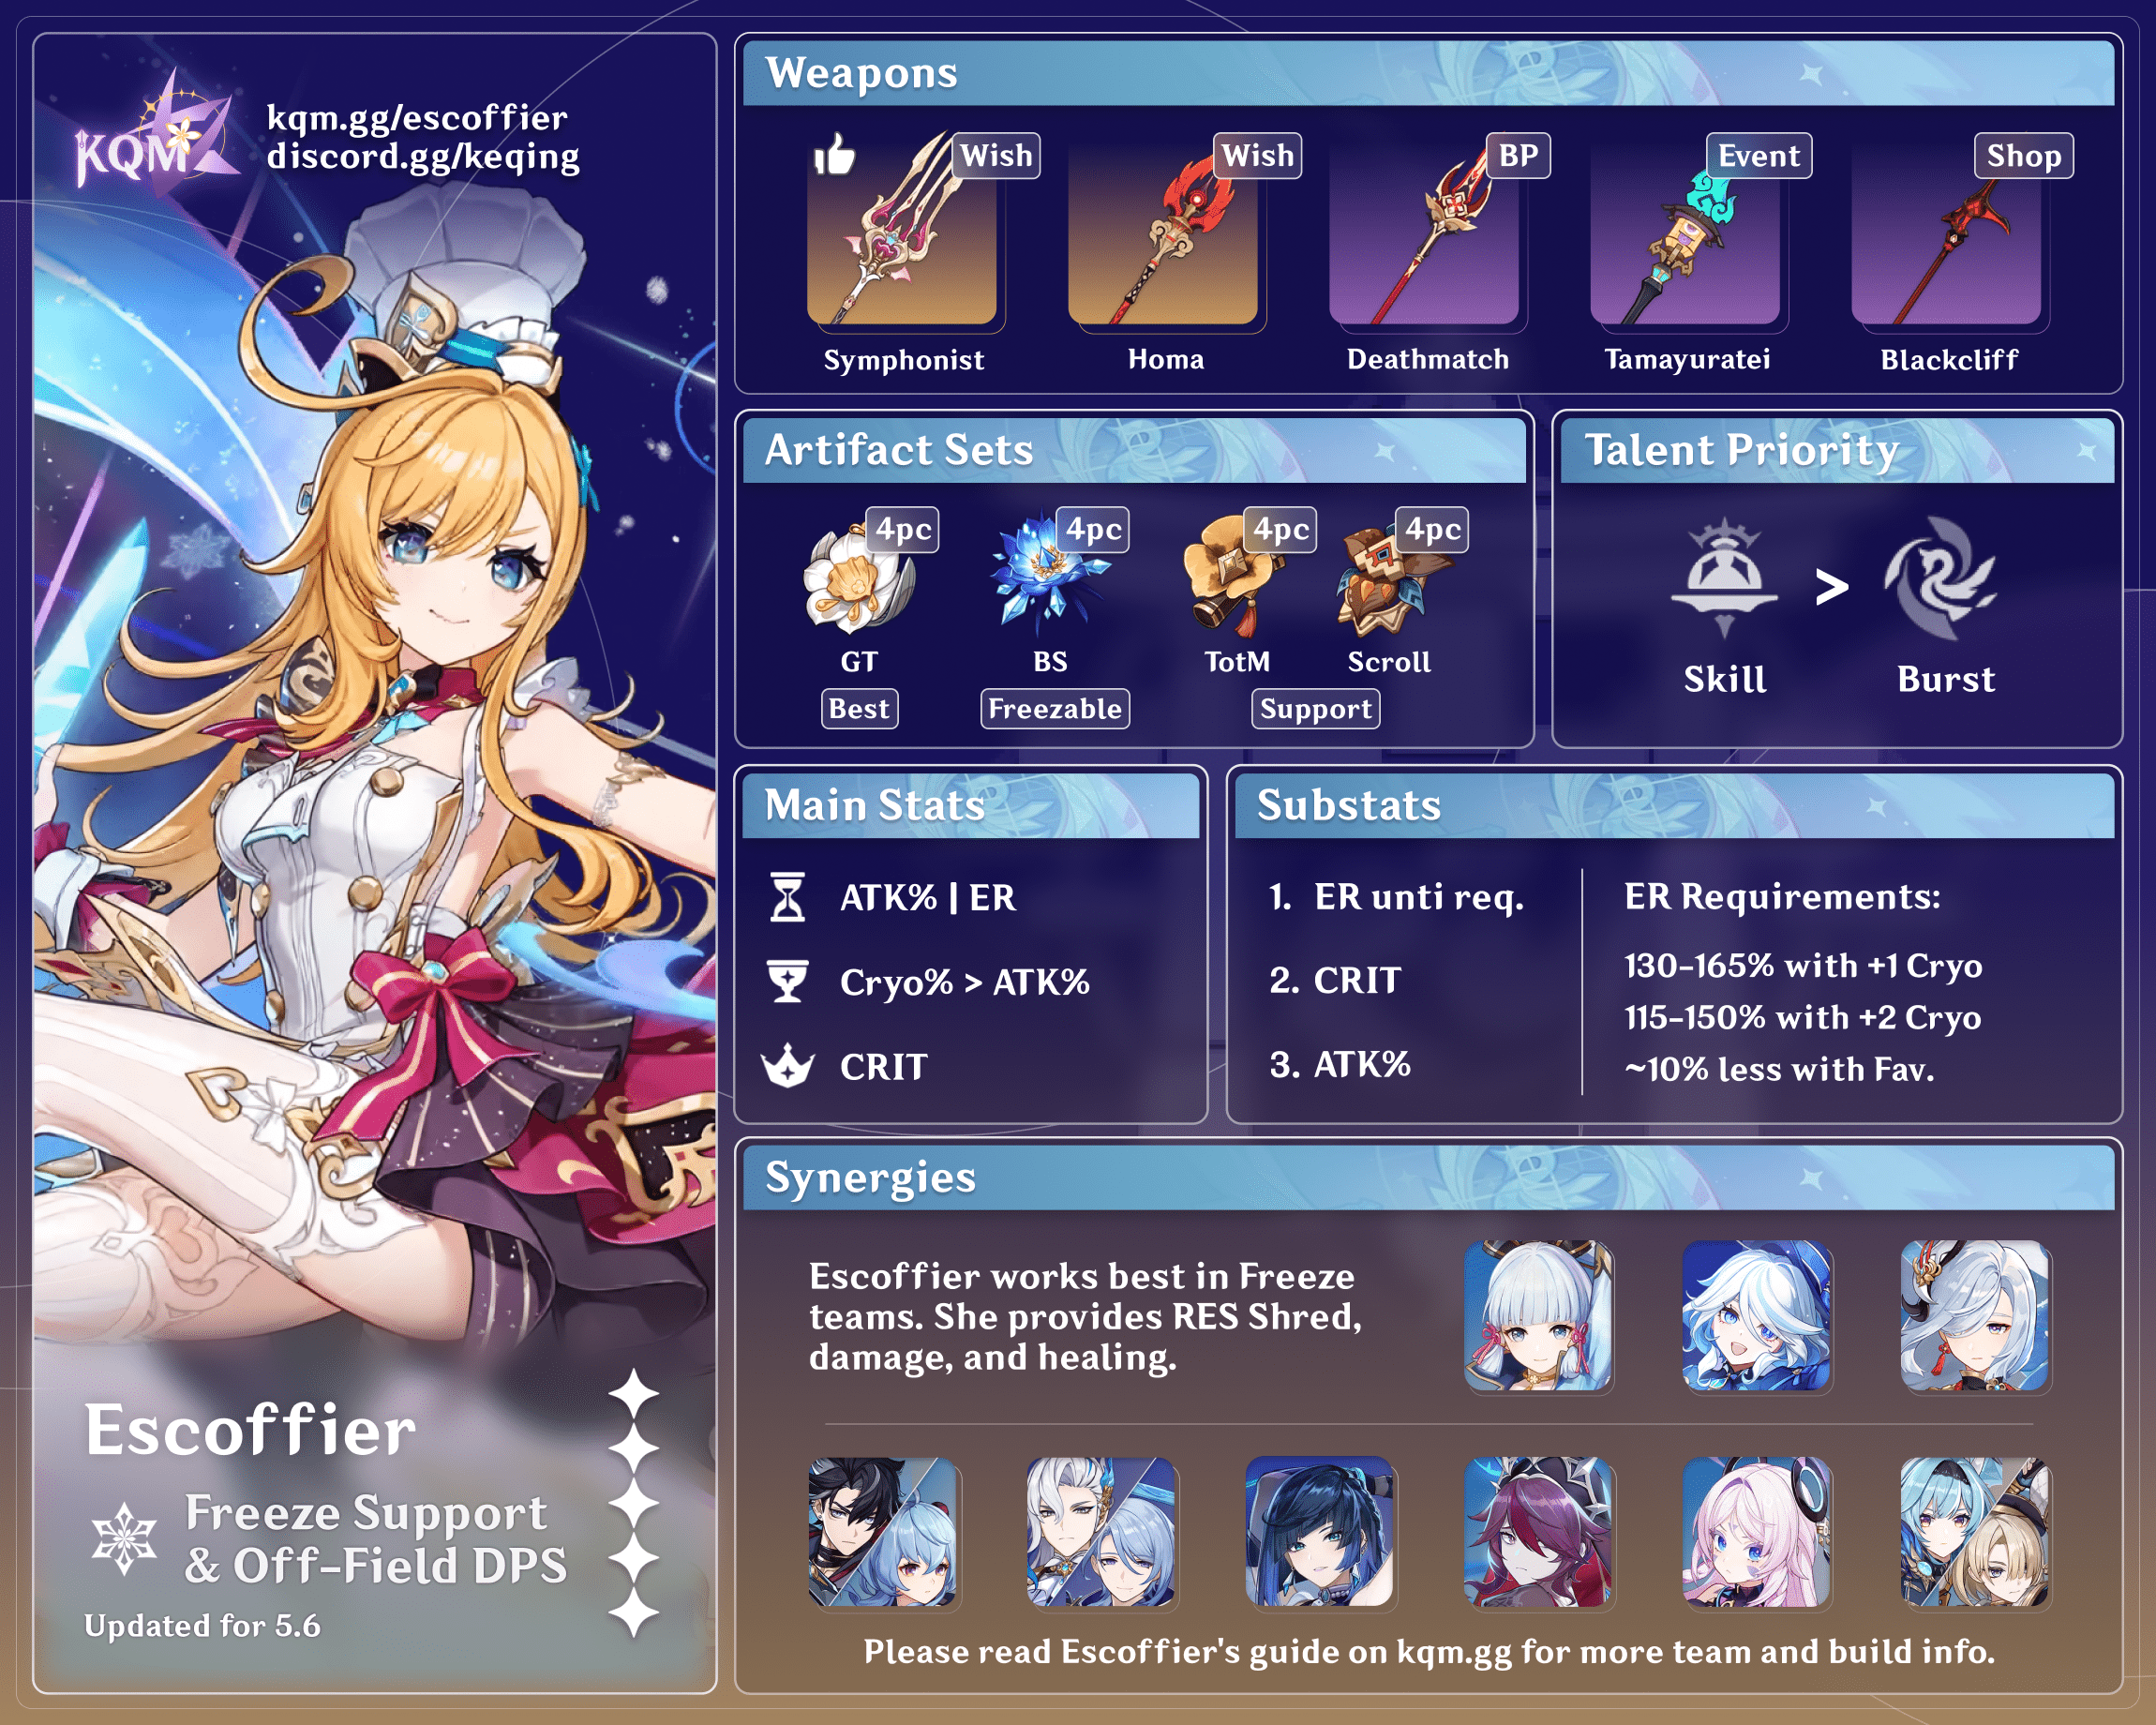 KQM
kqm.gg/escoffier
discord.gg/keqing
Escoffier
Freeze Support
& Off-Field DPS
Updated for 5.6
Weapons
Wish
Wish
BP
Event
Shop
Symphonist
Homa
Deathmatch
Tamayuratei
Blackcliff
Artifact Sets
4pc
4pc
4pc
4pc
GT
BS
TotM
Scroll
Best
Freezable
Support
Talent Priority
>
Skill
Burst
Main Stats
ATK% | ER
Cryo% > ATK%
CRIT
Substats
1. ER unti req.
2. CRIT
3. ATK%
ER Requirements:
130-165% with +1 Cryo
115-150% with +2 Cryo
~10% less with Fav.
Synergies
Escoffier works best in Freeze
teams. She provides RES Shred,
damage, and healing.
Please read Escoffier's guide on kqm.gg for more team and build info.